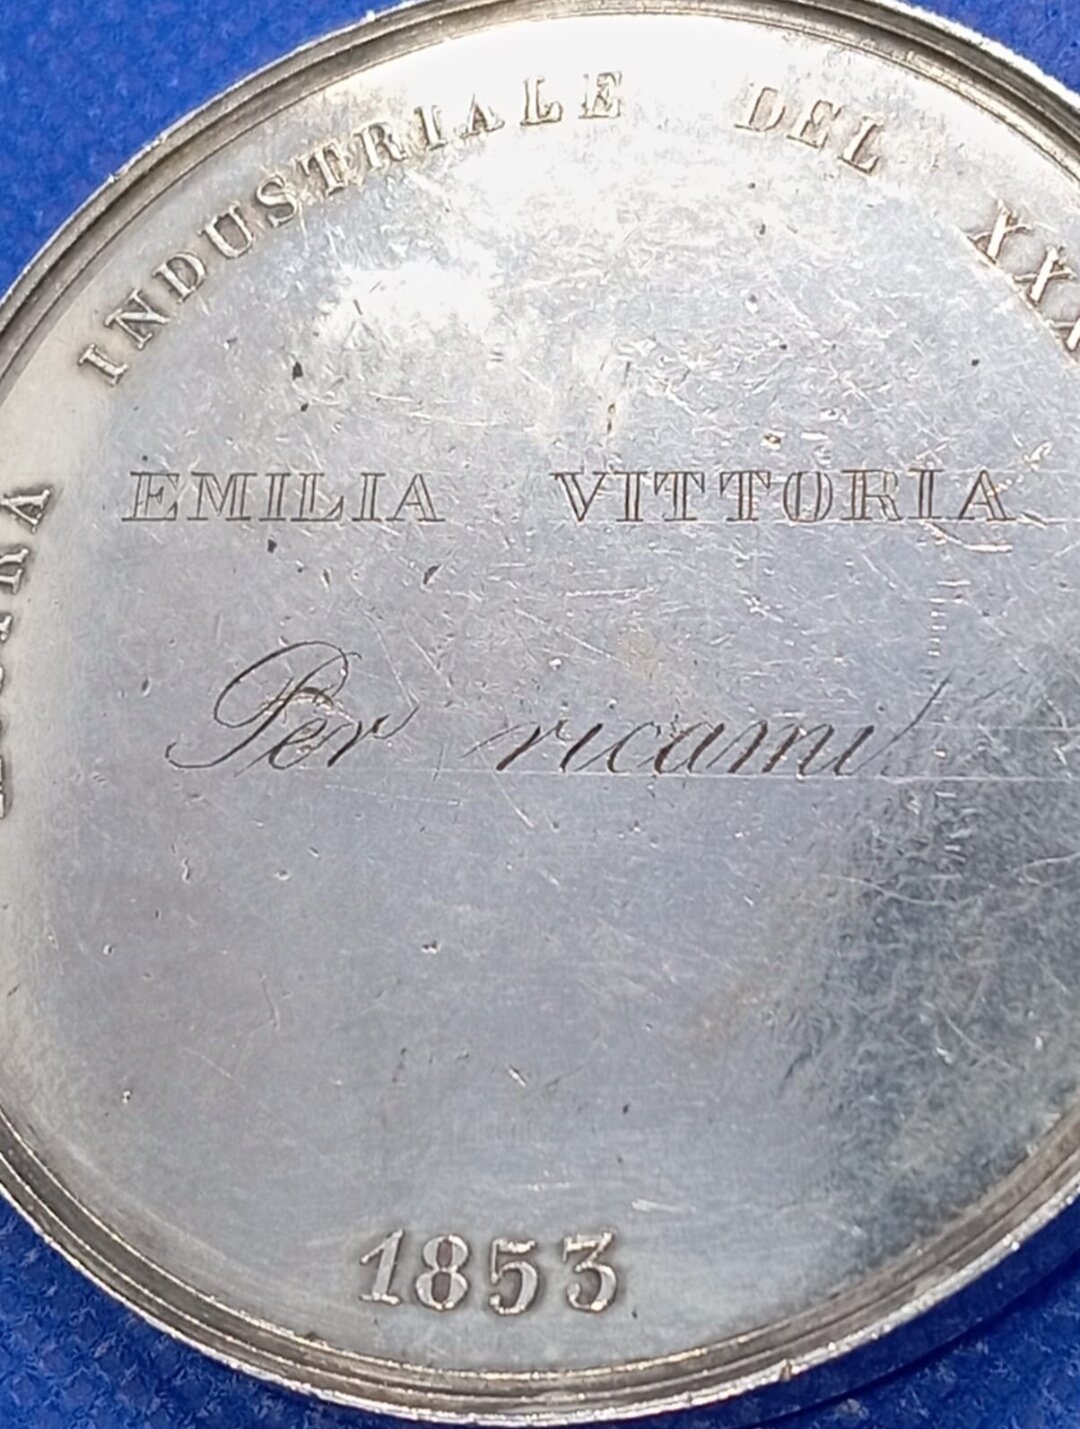 INDUSTRIALE DEL
EMILIA VITTORIA
Per ricami
1853